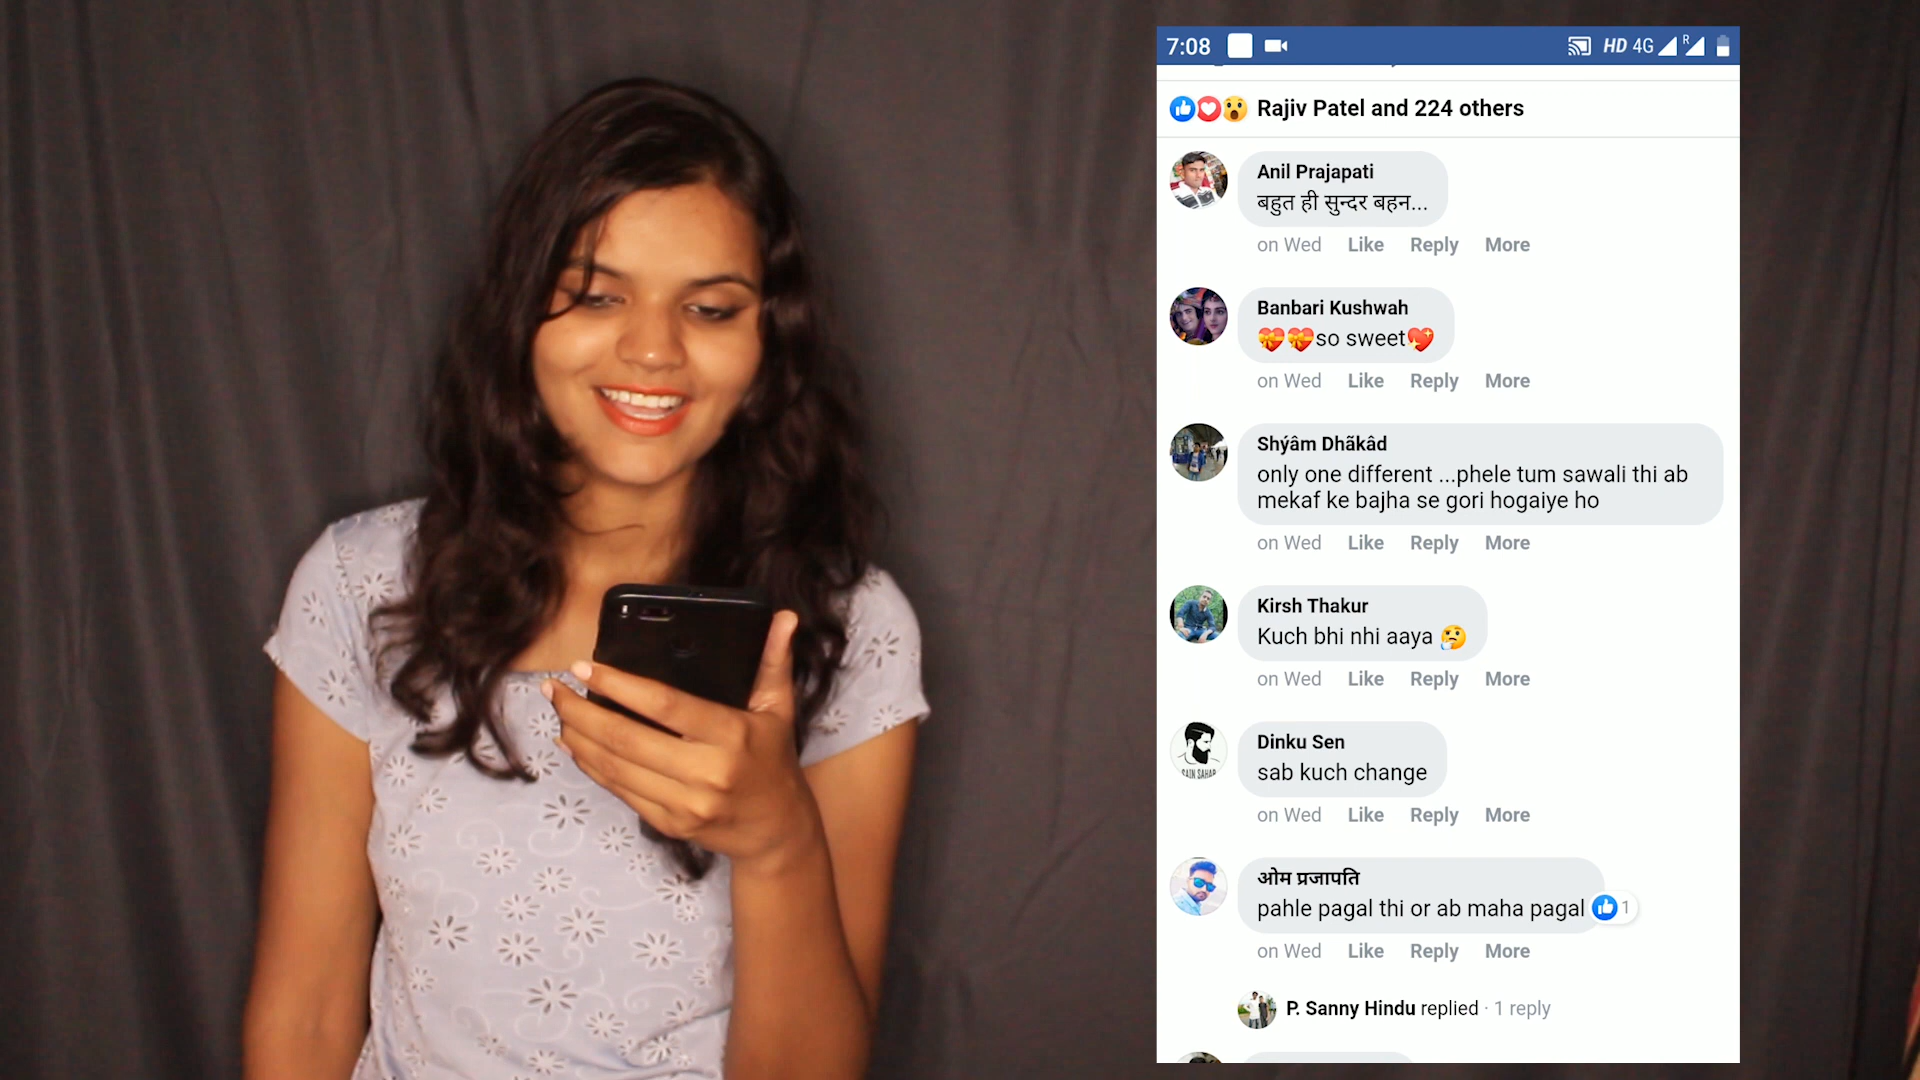 7:08 HD 4G R
Rajiv Patel and 224 others
Anil Prajapati
बहुत ही सुन्दर बहन...
on Wed Like Reply More
Banbari Kushwah
💝💝so sweet💖
on Wed Like Reply More
Shýâm Dhãkâd
only one different ...phele tum sawali thi ab
mekaf ke bajha se gori hogaiye ho
on Wed Like Reply More
Kirsh Thakur
Kuch bhi nhi aaya 🤔
on Wed Like Reply More
Dinku Sen
sab kuch change
on Wed Like Reply More
ओम प्रजापति
pahle pagal thi or ab maha pagal 1
on Wed Like Reply More
P. Sanny Hindu replied · 1 reply